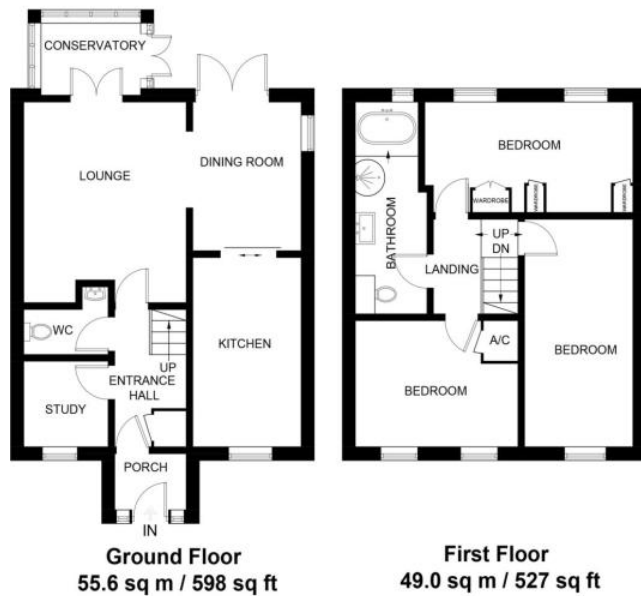 CONSERVATORY
LOUNGE
DINING ROOM
WC
KITCHEN
UP
ENTRANCE
HALL
STUDY
PORCH
IN
Ground Floor
55.6 sq m / 598 sq ft
BEDROOM
WARDROBE
WARDROBE
WARDROBE
BATHROOM
UP
DN
LANDING
A/C
BEDROOM
BEDROOM
First Floor
49.0 sq m / 527 sq ft